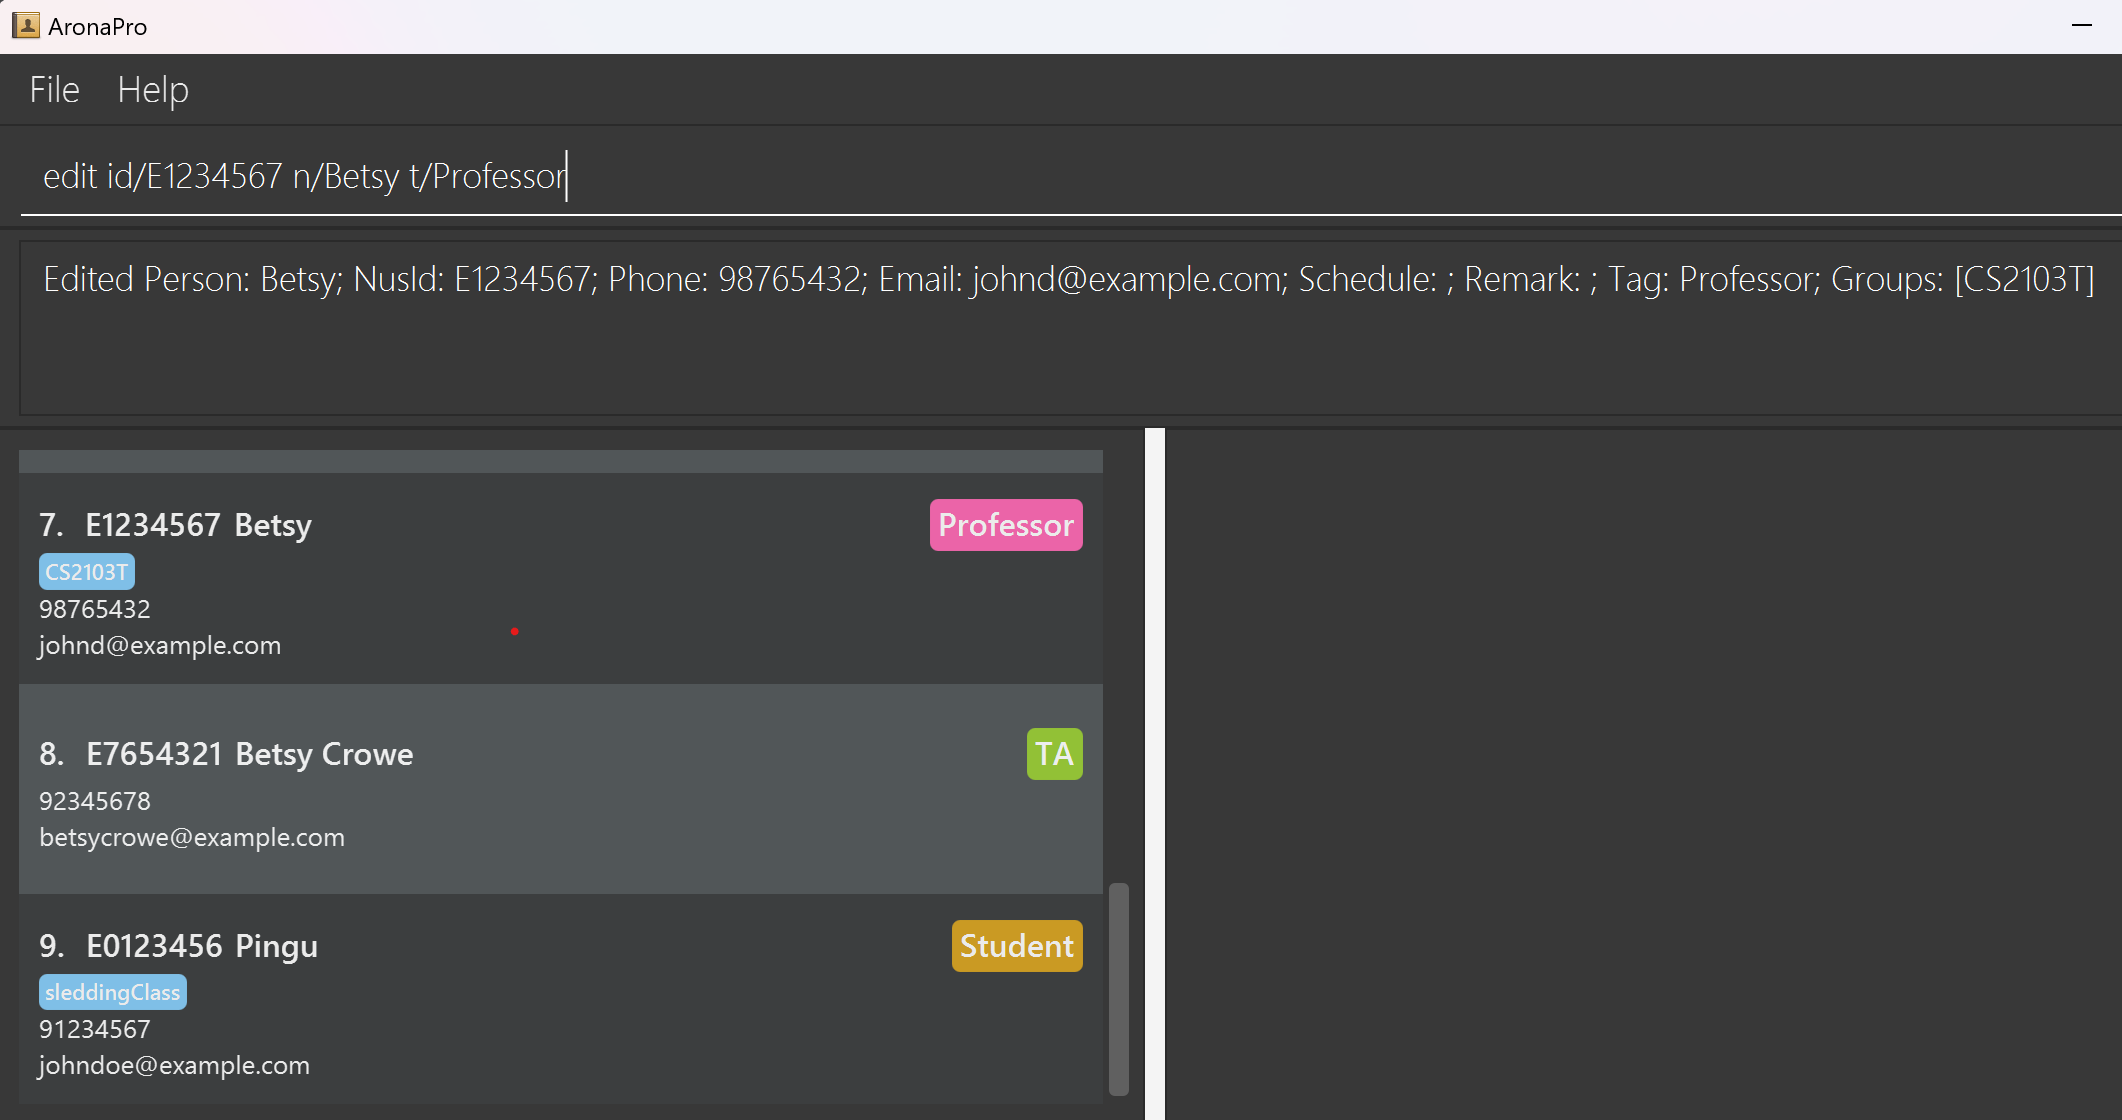 AronaPro
File Help
edit id/E1234567 n/Betsy t/Professor
Edited Person: Betsy; NusId: E1234567; Phone: 98765432; Email: johnd@example.com; Schedule: ; Remark: ; Tag: Professor; Groups: [CS2103T]
7. E1234567 Betsy Professor
CS2103T
98765432
johnd@example.com
8. E7654321 Betsy Crowe TA
92345678
betsycrowe@example.com
9. E0123456 Pingu Student
sleddingClass
91234567
johndoe@example.com